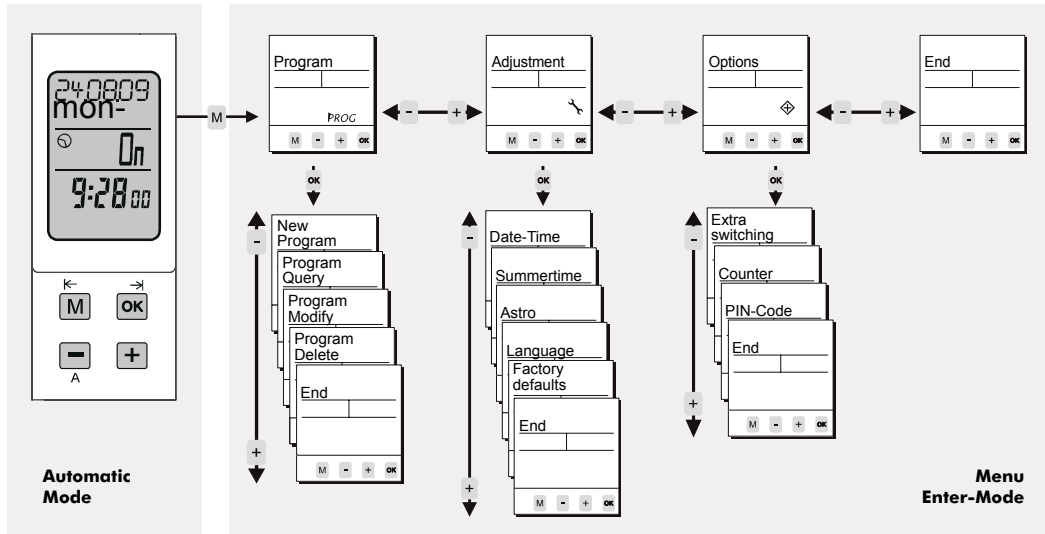 24.08.09
mon-
On
9:28 00
M
OK
-
+
A
Automatic
Mode
M
Program
PROG
M - + OK
- +
Adjustment
M - + OK
- +
Options
M - + OK
- +
End
M - + OK
OK
-
New
Program
Program
Query
Program
Modify
Program
Delete
End
M - + OK
+
OK
-
Date-Time
Summertime
Astro
Language
Factory
defaults
End
M - + OK
+
OK
-
Extra
switching
Counter
PIN-Code
End
M - + OK
+
Menu
Enter-Mode